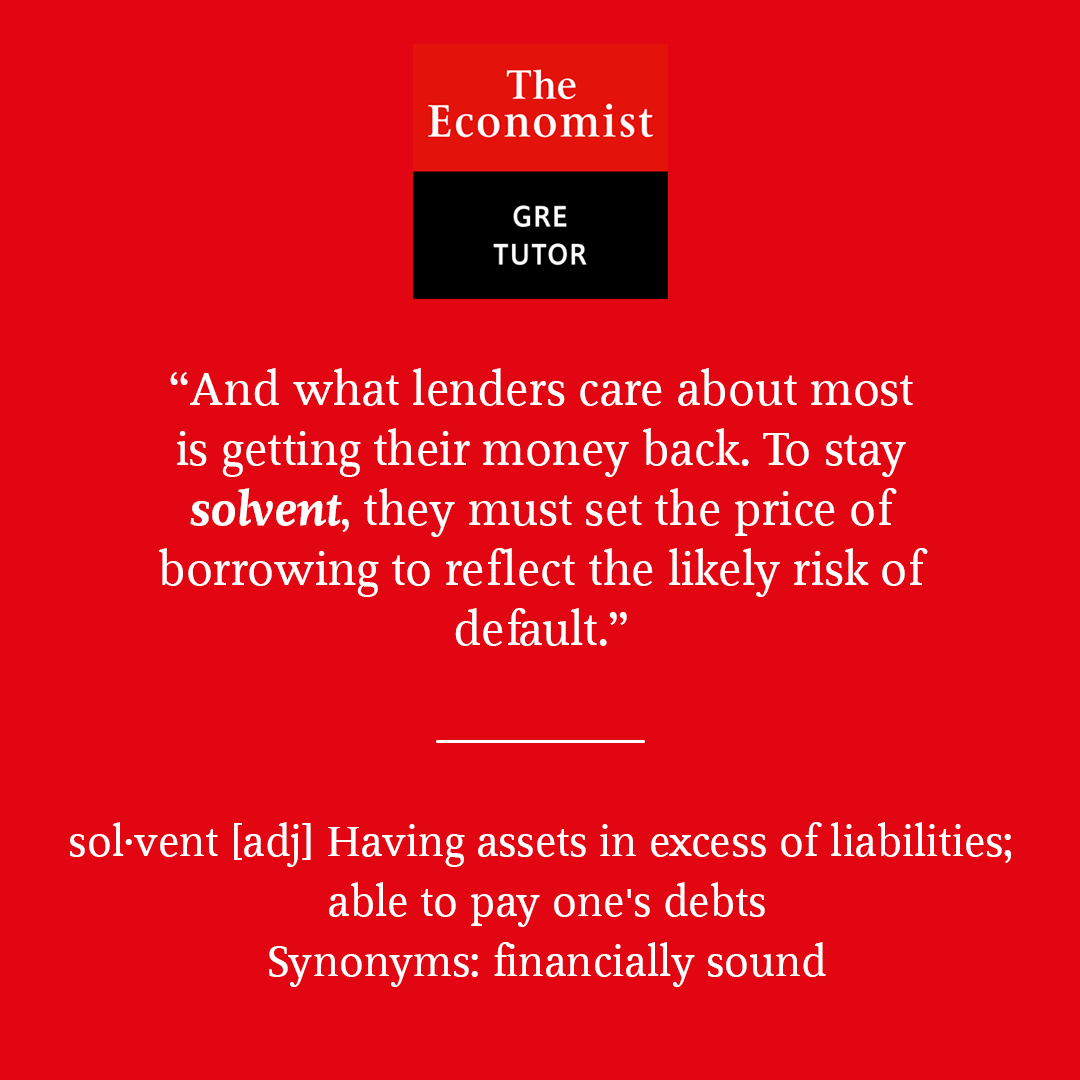 The
Economist
GRE
TUTOR
“And what lenders care about most
is getting their money back. To stay
solvent, they must set the price of
borrowing to reflect the likely risk of
default.”
sol·vent [adj] Having assets in excess of liabilities;
able to pay one's debts
Synonyms: financially sound